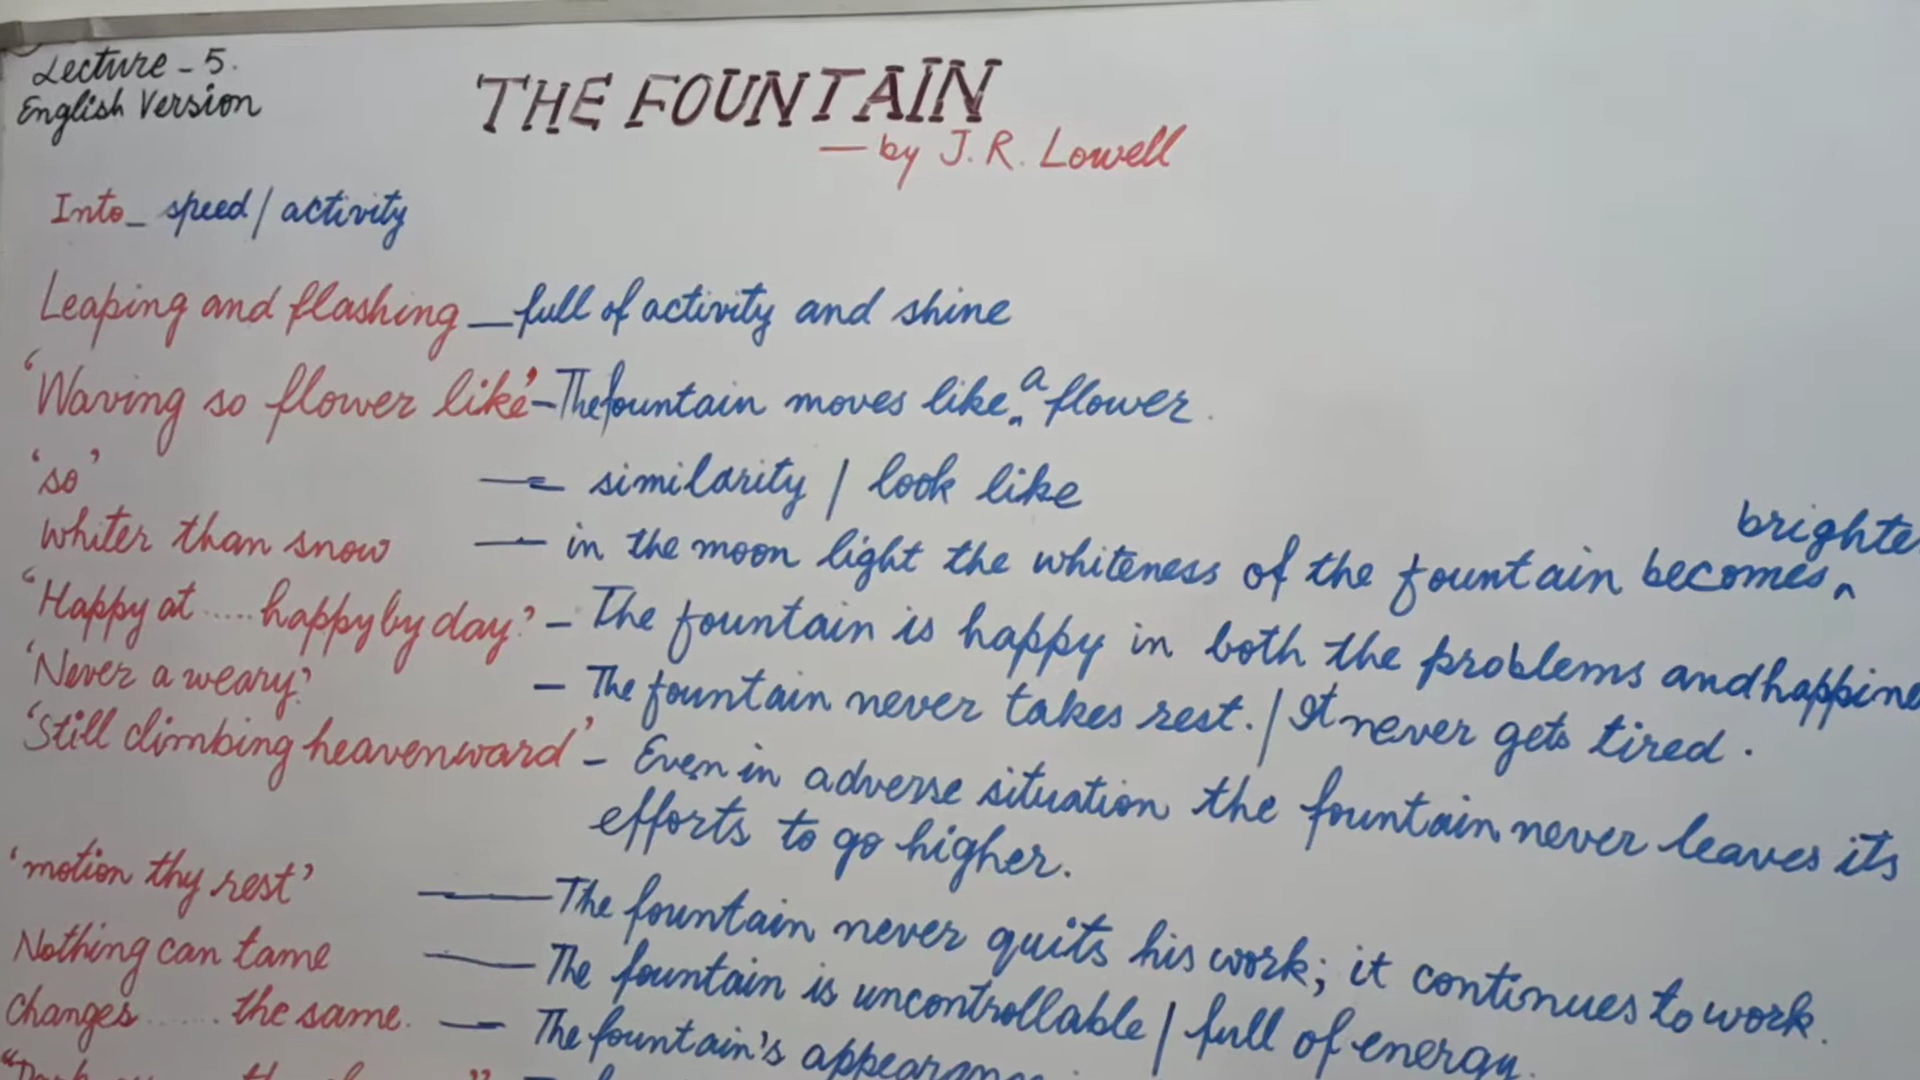 Lecture - 5.
English Version
THE FOUNTAIN
— by J. R. Lowell
Into_ speed / activity
Leaping and flashing _ full of activity and shine
'Waving so flower like' - The fountain moves like a flower.
'so' — similarity / look like
whiter than snow — in the moon light the whiteness of the fountain becomes brighte
'Happy at ..... happy by day.' - The fountain is happy in both the problems and happine
'Never a weary.' - The fountain never takes rest. / It never gets tired.
'Still climbing heavenward' - Even in adverse situation the fountain never leaves its
efforts to go higher.
'motion thy rest' — The fountain never quits his work; it continues to work.
Nothing can tame — The fountain is uncontrollable / full of energy.
changes ...... the same. — The fountain's